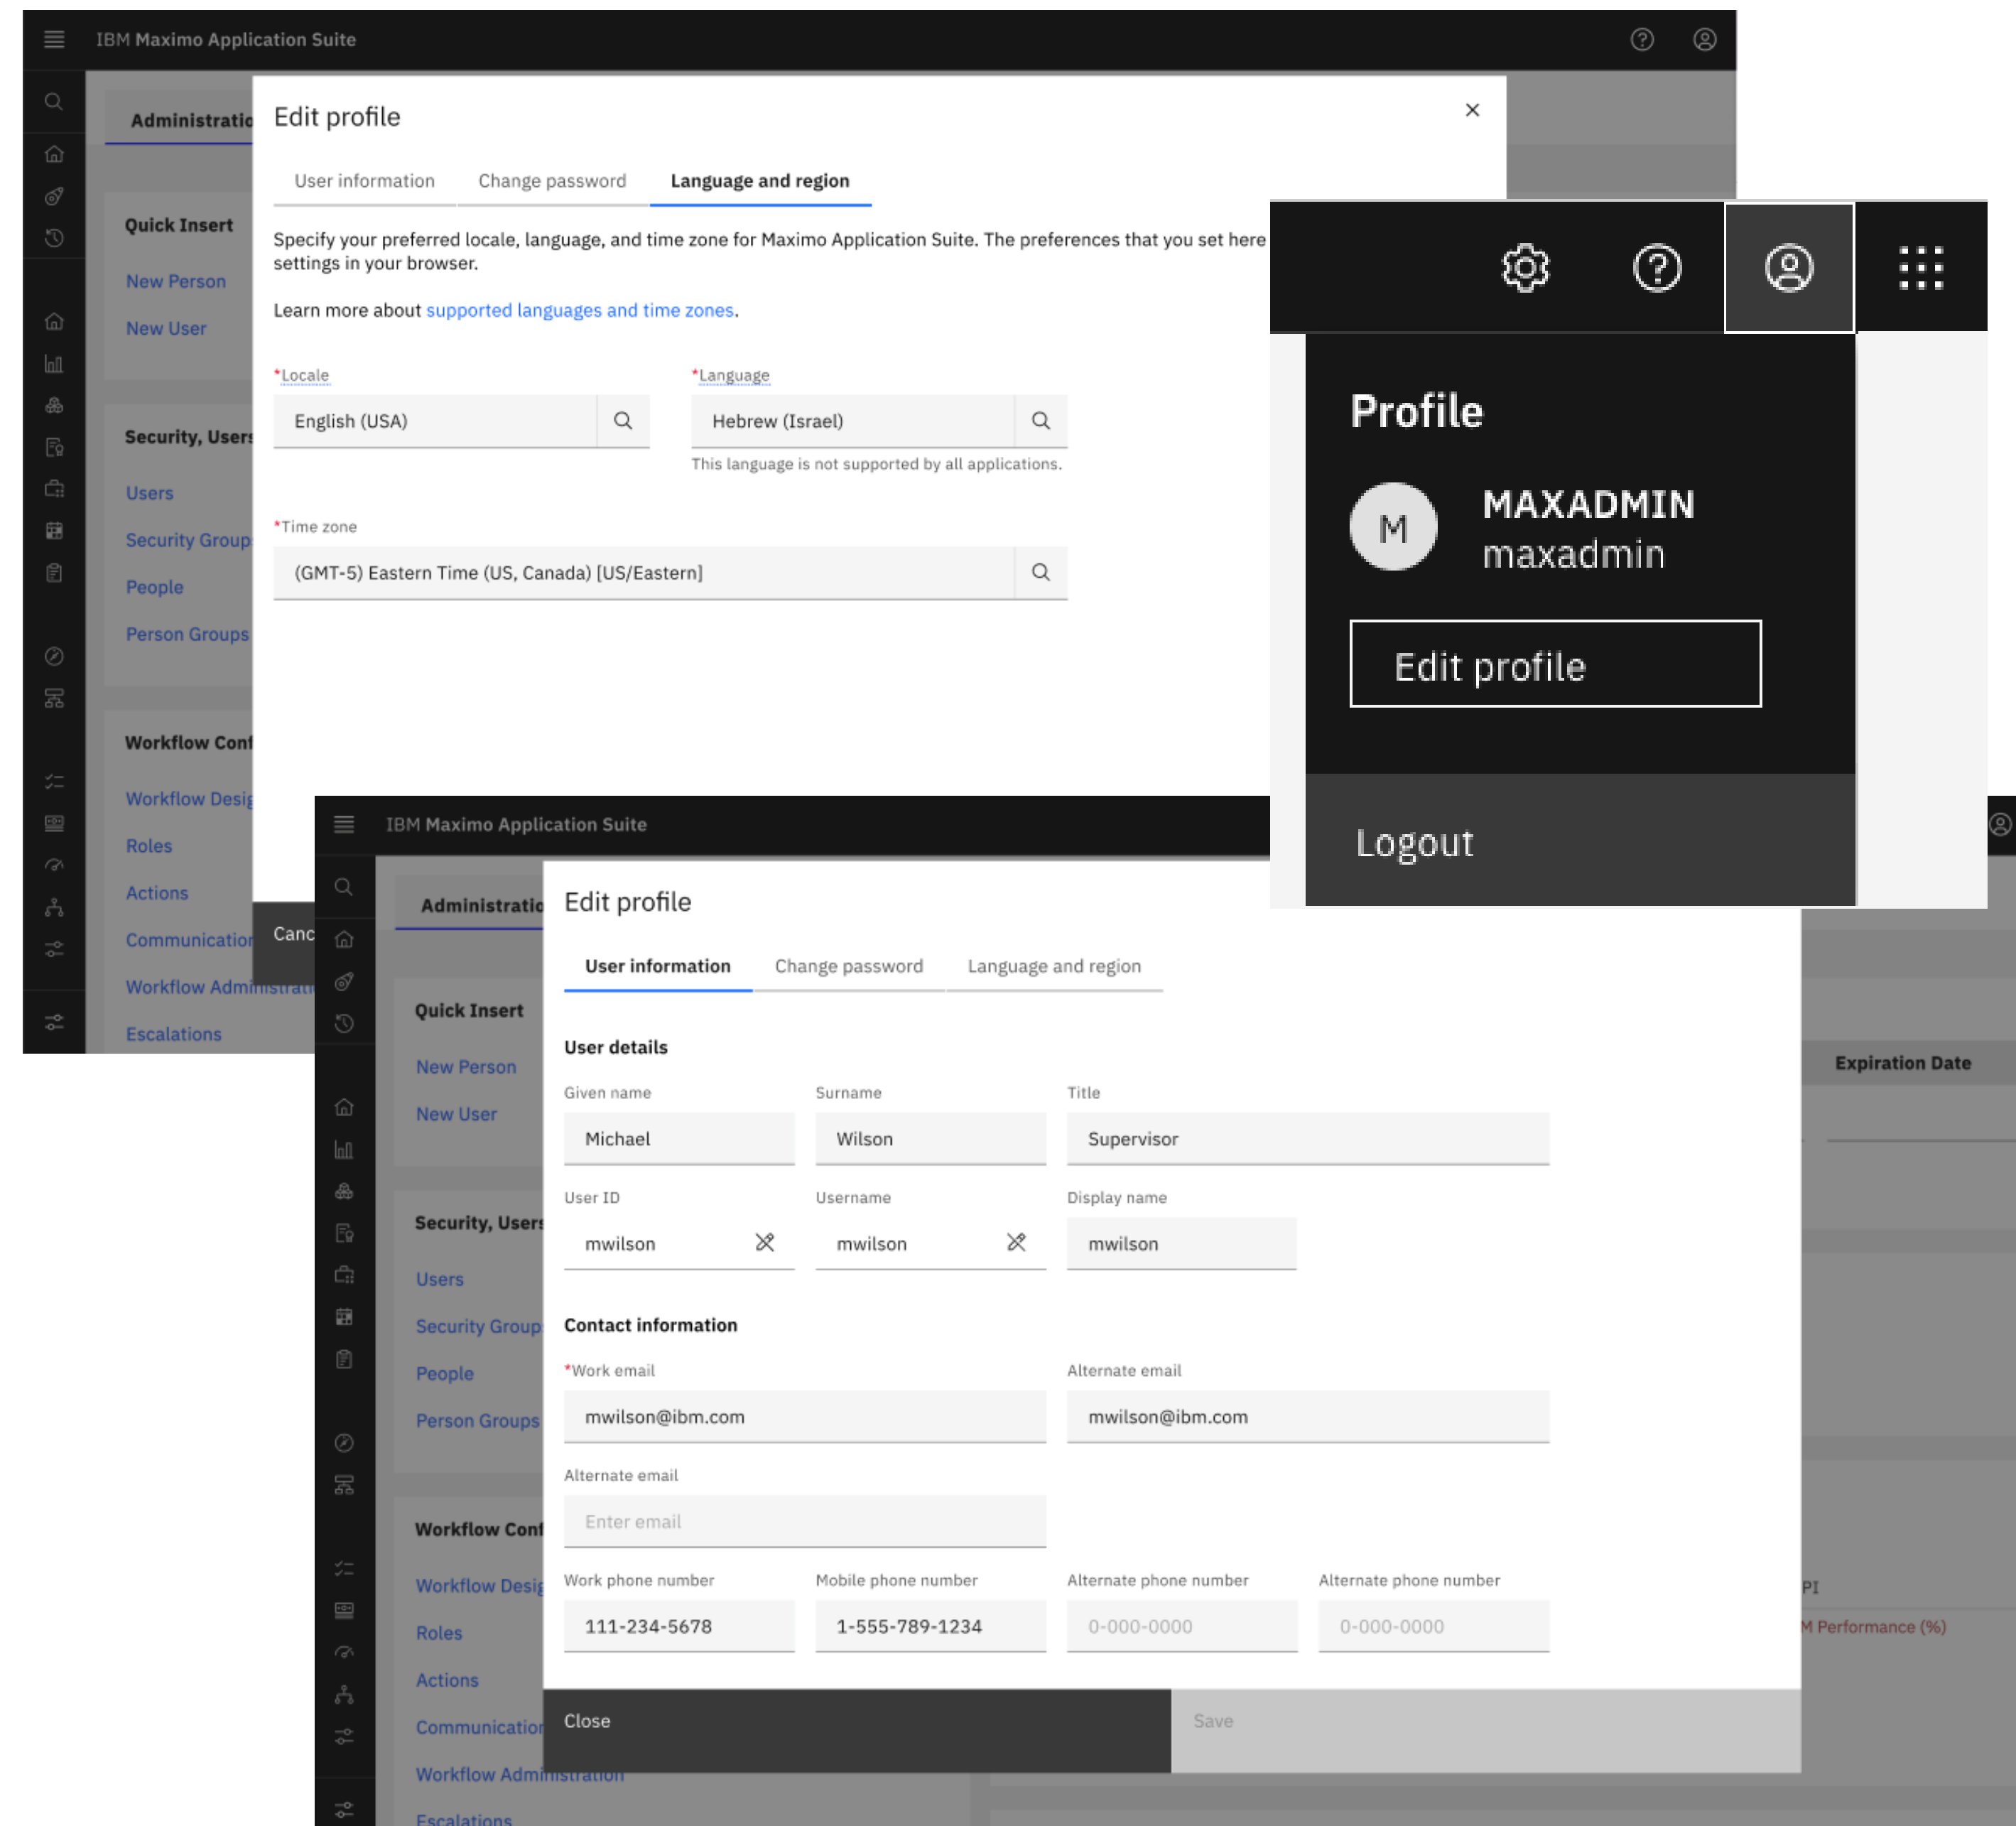 IBM Maximo Application Suite
Administratio
Quick Insert
New Person
New User
Security, Users
Users
Security Group
People
Person Groups
Workflow Conf
Workflow Desig
Roles
Actions
Communication
Workflow Administrati
Escalations
Edit profile
User information
Change password
Language and region
Specify your preferred locale, language, and time zone for Maximo Application Suite. The preferences that you set here
settings in your browser.
Learn more about supported languages and time zones.
*Locale
*Language
English (USA)
Hebrew (Israel)
This language is not supported by all applications.
*Time zone
(GMT-5) Eastern Time (US, Canada) [US/Eastern]
Canc
Profile
M
MAXADMIN
maxadmin
Edit profile
Logout
IBM Maximo Application Suite
Administratio
Quick Insert
New Person
New User
Security, Users
Users
Security Group
People
Person Groups
Workflow Conf
Workflow Desig
Roles
Actions
Communication
Workflow Administration
Escalations
Edit profile
User information
Change password
Language and region
User details
Given name
Surname
Title
Michael
Wilson
Supervisor
User ID
Username
Display name
mwilson
mwilson
mwilson
Contact information
*Work email
Alternate email
mwilson@ibm.com
mwilson@ibm.com
Alternate email
Enter email
Work phone number
Mobile phone number
Alternate phone number
Alternate phone number
111-234-5678
1-555-789-1234
0-000-0000
0-000-0000
Close
Save
Expiration Date
PI
M Performance (%)